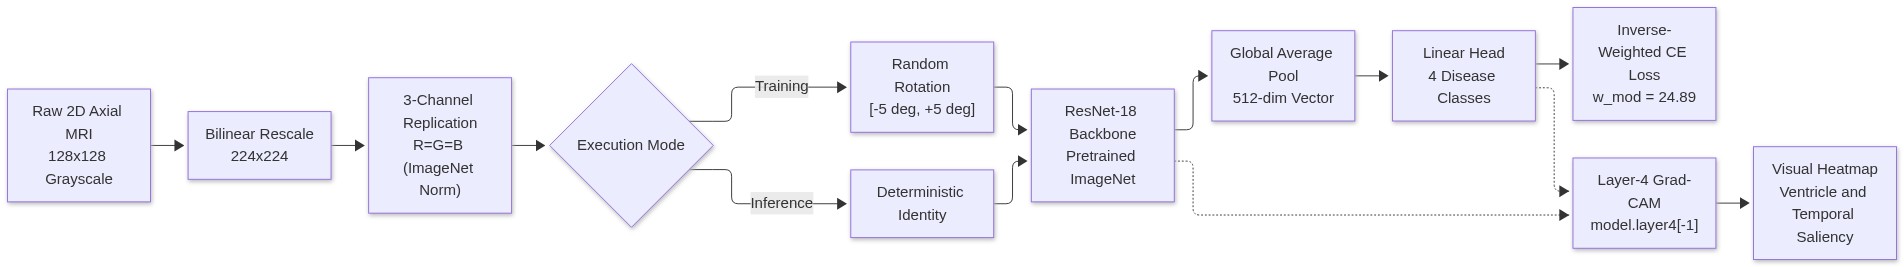 Raw 2D Axial
MRI
128x128
Grayscale
Bilinear Rescale
224x224
3-Channel
Replication
R=G=B
(ImageNet
Norm)
Execution Mode
Training
Inference
Random
Rotation
[-5 deg, +5 deg]
Deterministic
Identity
ResNet-18
Backbone
Pretrained
ImageNet
Global Average
Pool
512-dim Vector
Linear Head
4 Disease
Classes
Inverse-
Weighted CE
Loss
w_mod = 24.89
Layer-4 Grad-
CAM
model.layer4[-1]
Visual Heatmap
Ventricle and
Temporal
Saliency